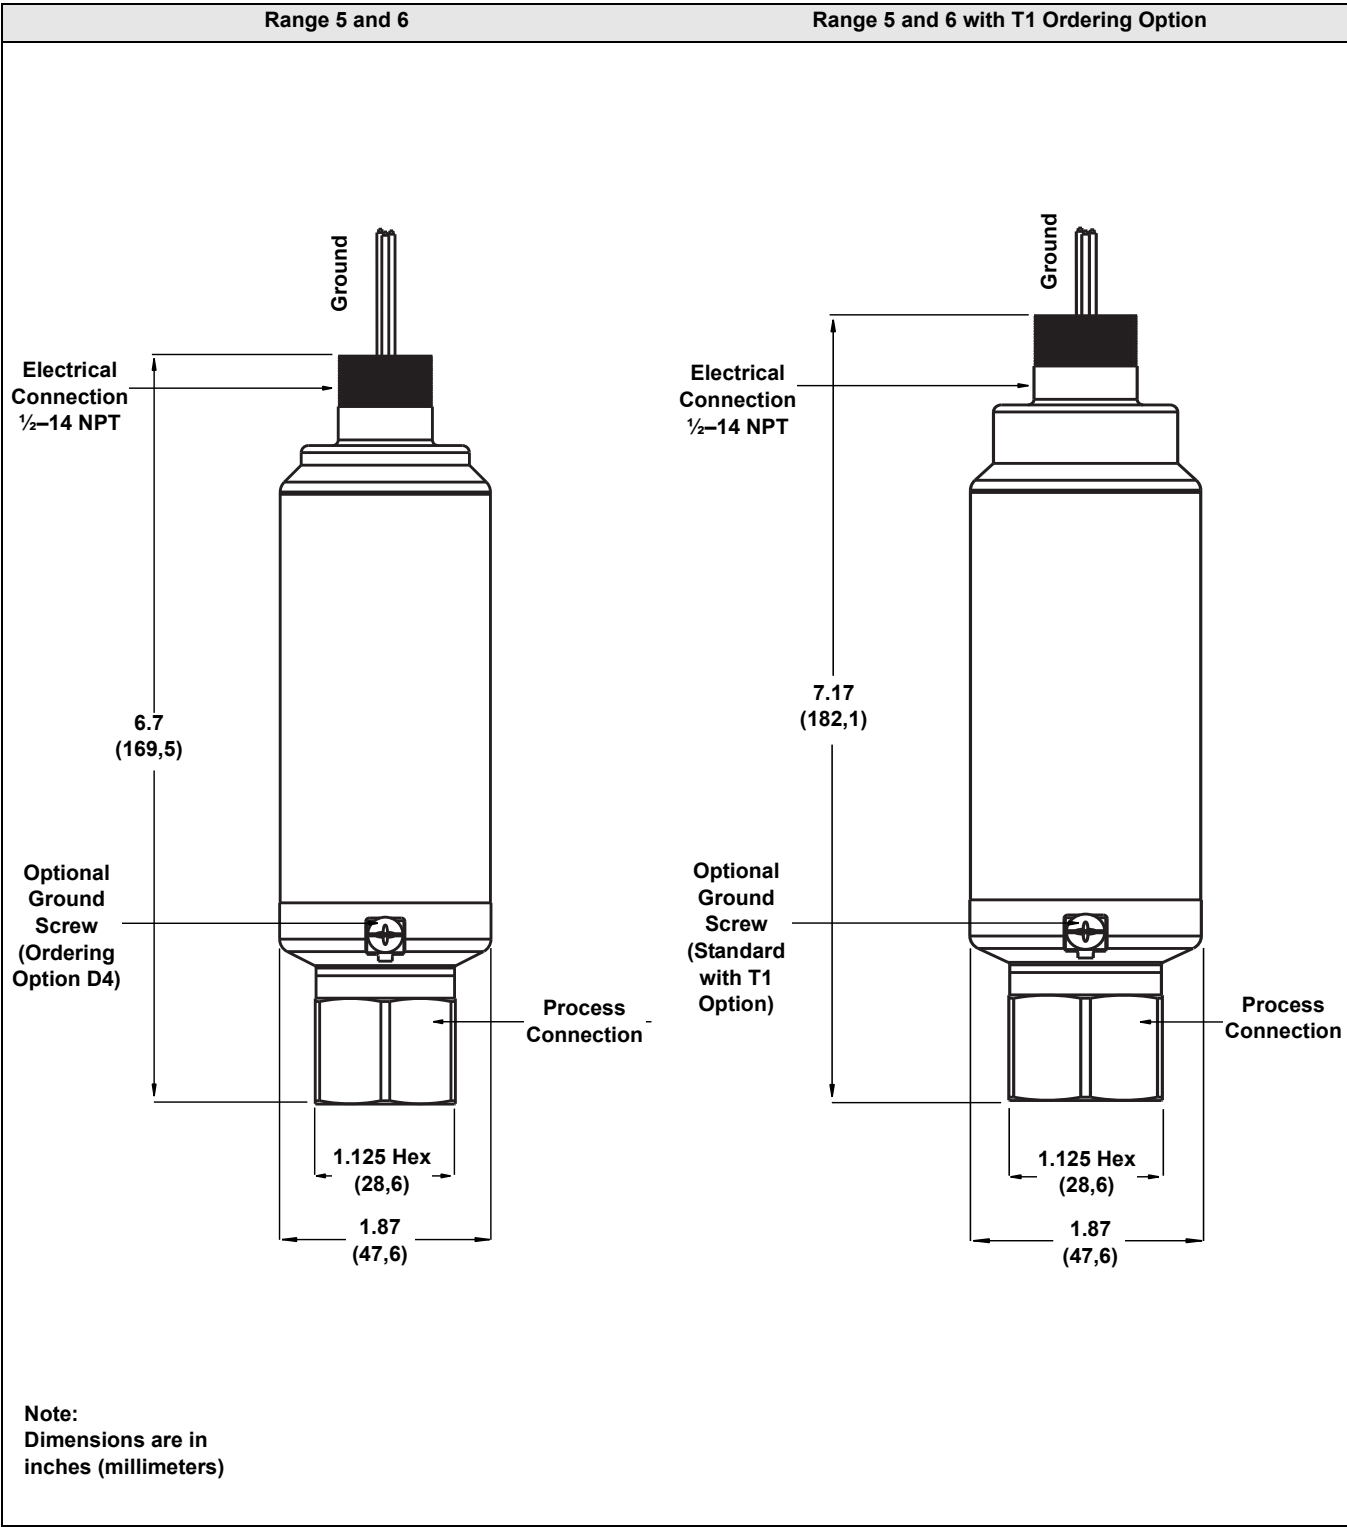 Range 5 and 6
Range 5 and 6 with T1 Ordering Option
Ground
Electrical
Connection
½–14 NPT
6.7
(169,5)
Optional
Ground
Screw
(Ordering
Option D4)
Process
Connection
1.125 Hex
(28,6)
1.87
(47,6)
Ground
Electrical
Connection
½–14 NPT
7.17
(182,1)
Optional
Ground
Screw
(Standard
with T1
Option)
Process
Connection
1.125 Hex
(28,6)
1.87
(47,6)
Note:
Dimensions are in
inches (millimeters)